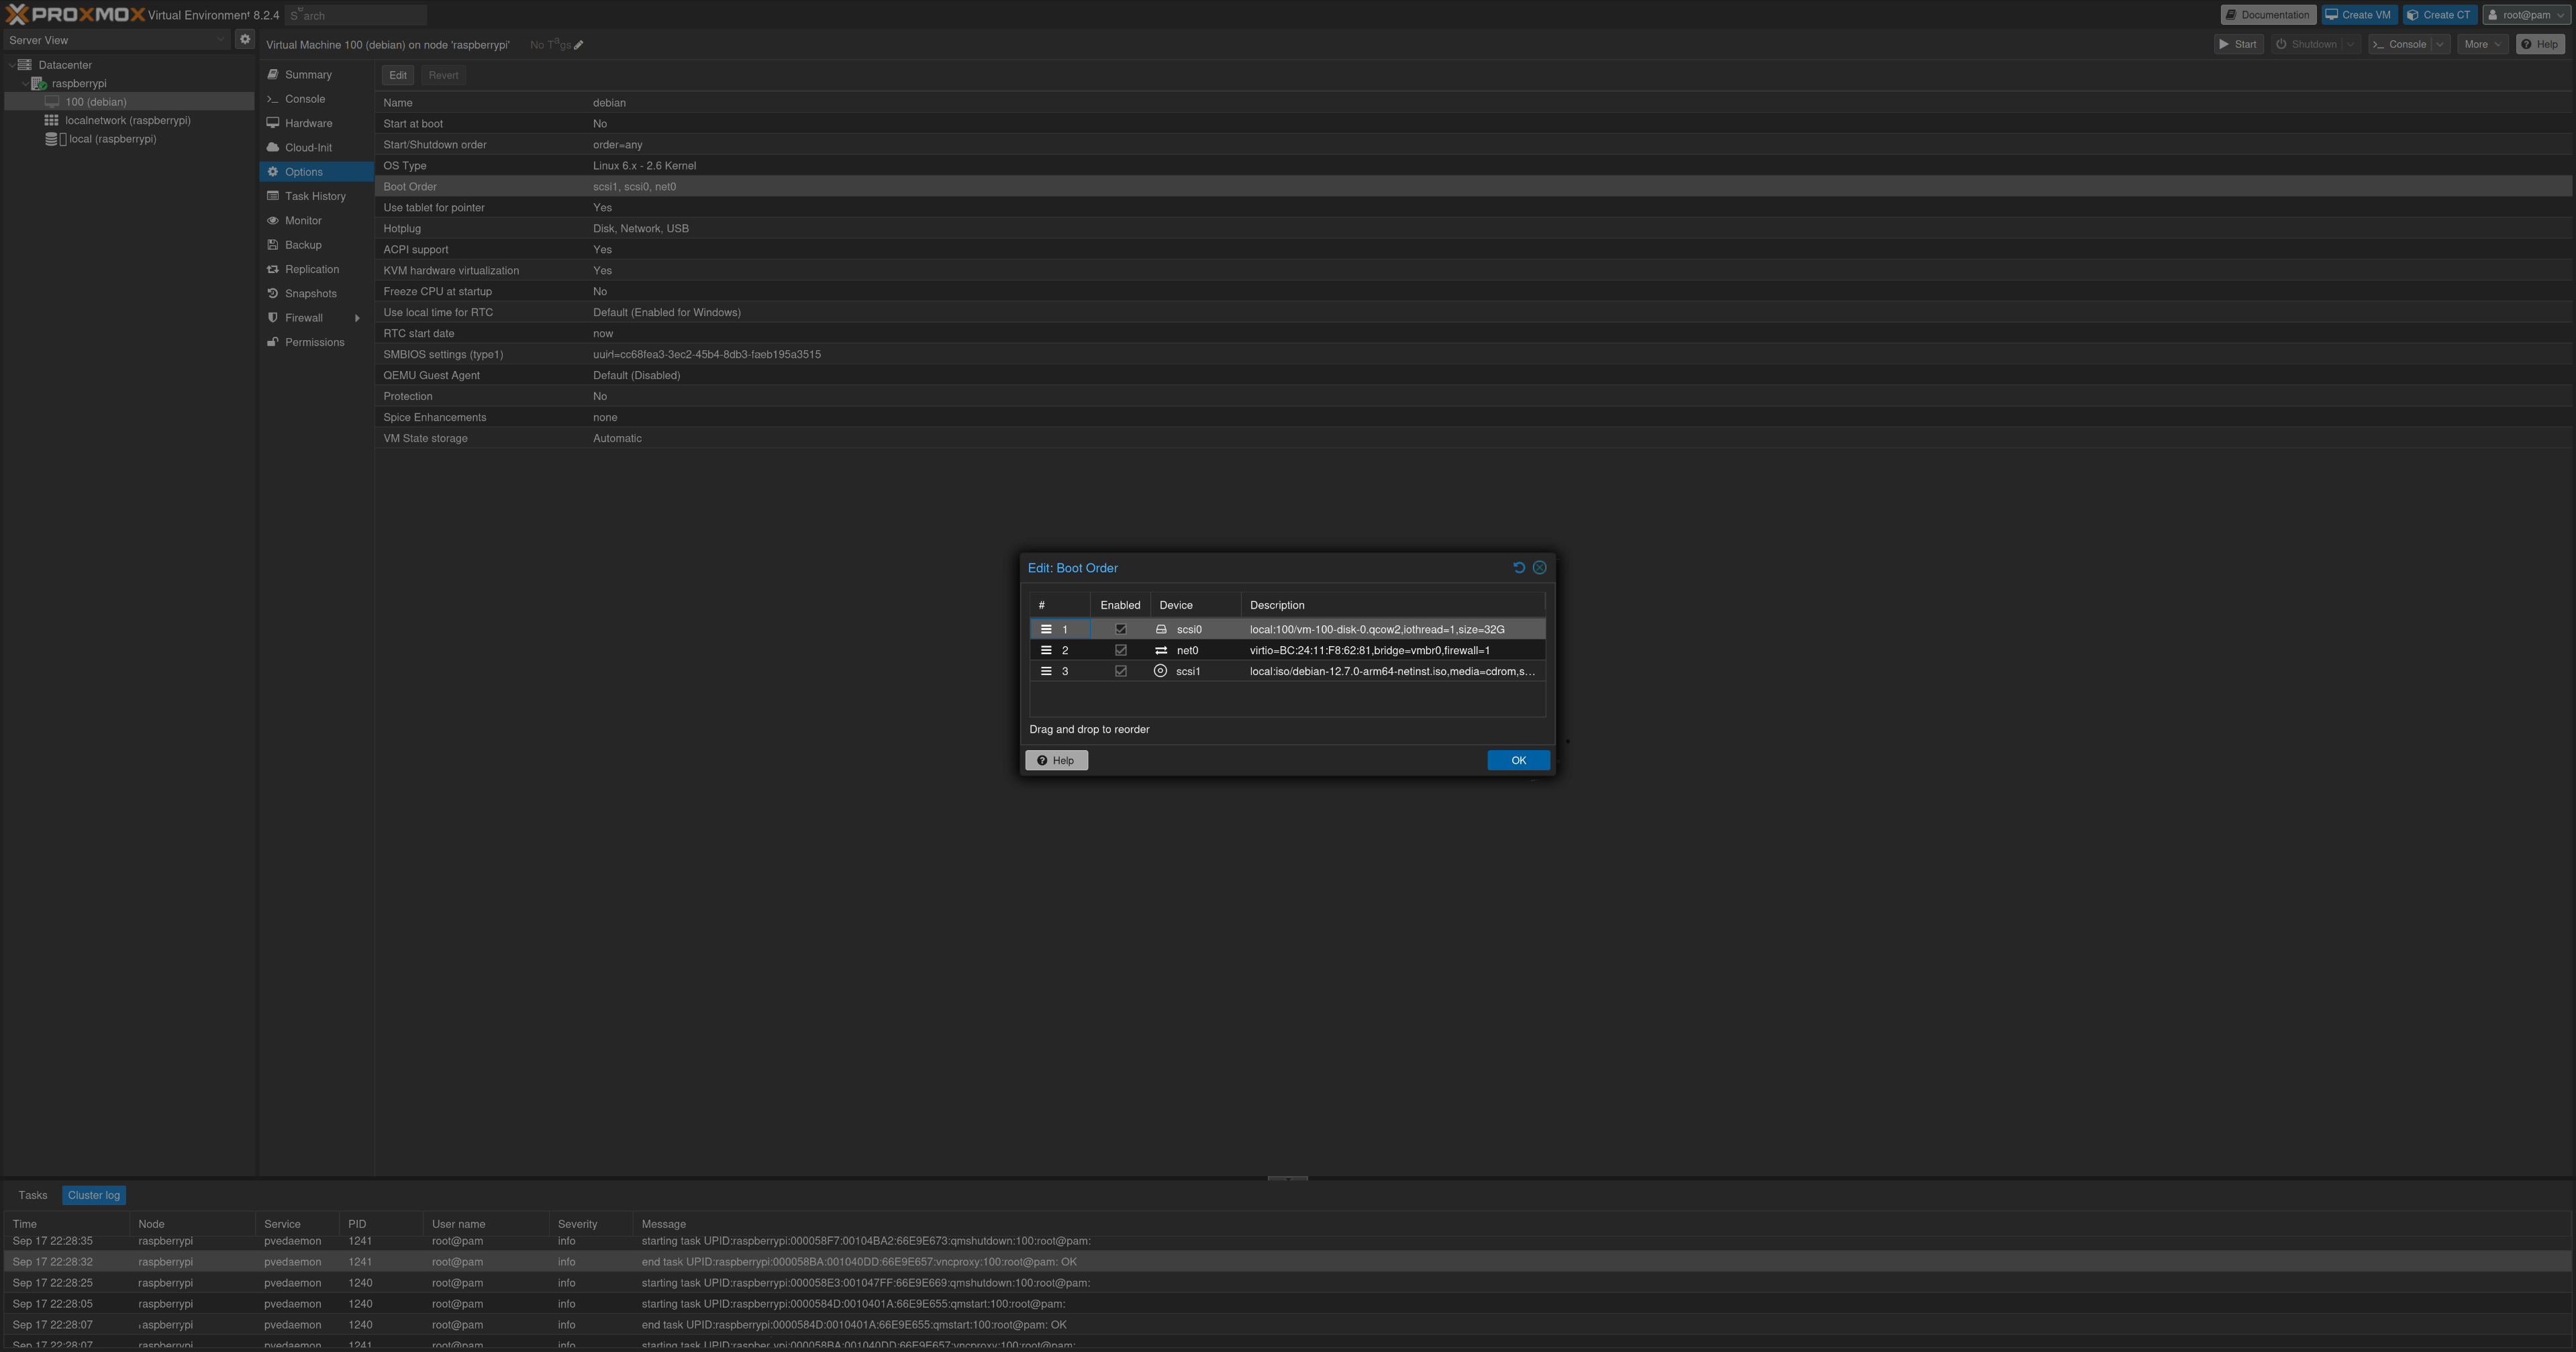 PROXMOX Virtual Environment 8.2.4 Search Documentation Create VM Create CT root@pam
Server View
Datacenter
raspberrypi
100 (debian)
localnetwork (raspberrypi)
local (raspberrypi)
Virtual Machine 100 (debian) on node 'raspberrypi' No Tags Start Shutdown Console More Help
Summary
Console
Hardware
Cloud-Init
Options
Task History
Monitor
Backup
Replication
Snapshots
Firewall
Permissions
Edit Revert
Name debian
Start at boot No
Start/Shutdown order order=any
OS Type Linux 6.x - 2.6 Kernel
Boot Order scsi1, scsi0, net0
Use tablet for pointer Yes
Hotplug Disk, Network, USB
ACPI support Yes
KVM hardware virtualization Yes
Freeze CPU at startup No
Use local time for RTC Default (Enabled for Windows)
RTC start date now
SMBIOS settings (type1) uuid=cc68fea3-3ec2-45b4-8db3-faeb195a3515
QEMU Guest Agent Default (Disabled)
Protection No
Spice Enhancements none
VM State storage Automatic
Edit: Boot Order
# Enabled Device Description
1 scsi0 local:100/vm-100-disk-0.qcow2,iothread=1,size=32G
2 net0 virtio=BC:24:11:F8:62:81,bridge=vmbr0,firewall=1
3 scsi1 local:iso/debian-12.7.0-arm64-netinst.iso,media=cdrom,s...
Drag and drop to reorder
Help OK
Tasks Cluster log
Time Node Service PID User name Severity Message
Sep 17 22:28:35 raspberrypi pvedaemon 1241 root@pam info starting task UPID:raspberrypi:000058F7:00104BA2:66E9E673:qmshutdown:100:root@pam:
Sep 17 22:28:32 raspberrypi pvedaemon 1241 root@pam info end task UPID:raspberrypi:000058BA:001040DD:66E9E657:vncproxy:100:root@pam: OK
Sep 17 22:28:25 raspberrypi pvedaemon 1240 root@pam info starting task UPID:raspberrypi:000058E3:001047FF:66E9E669:qmshutdown:100:root@pam:
Sep 17 22:28:05 raspberrypi pvedaemon 1240 root@pam info starting task UPID:raspberrypi:0000584D:0010401A:66E9E655:qmstart:100:root@pam:
Sep 17 22:28:07 raspberrypi pvedaemon 1240 root@pam info end task UPID:raspberrypi:0000584D:0010401A:66E9E655:qmstart:100:root@pam: OK
Sep 17 22:28:07 raspberrypi pvedaemon 1241 root@pam info starting task UPID:raspberrypi:000058BA:001040DD:66E9E657:vncproxy:100:root@pam: